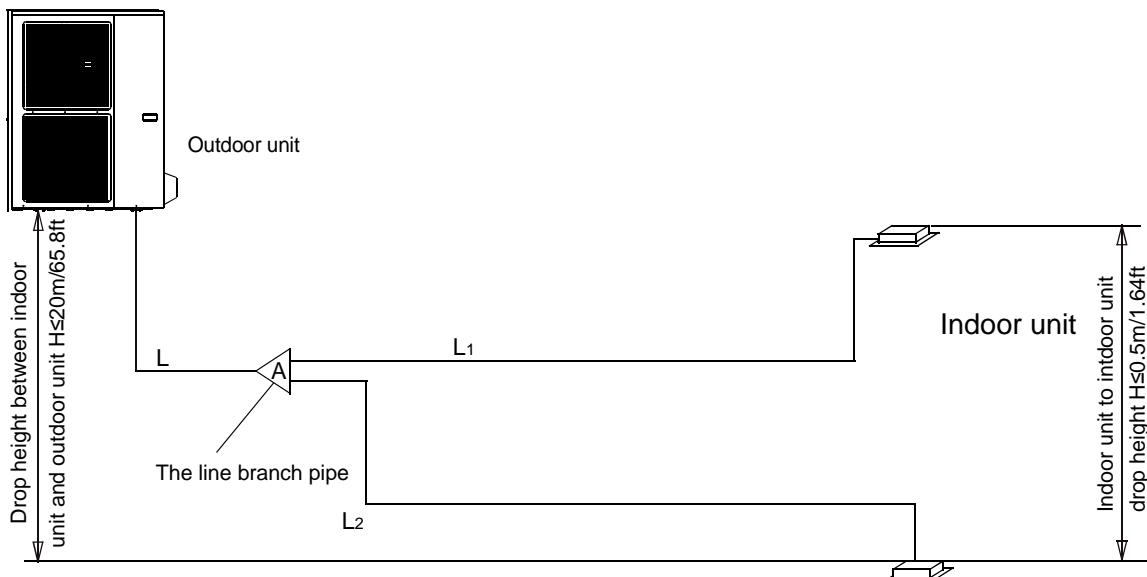 Outdoor unit
Drop height between indoor
unit and outdoor unit H≤20m/65.8ft
L
A
L1
Indoor unit
Indoor unit to intdoor unit
drop height H≤0.5m/1.64ft
The line branch pipe
L2